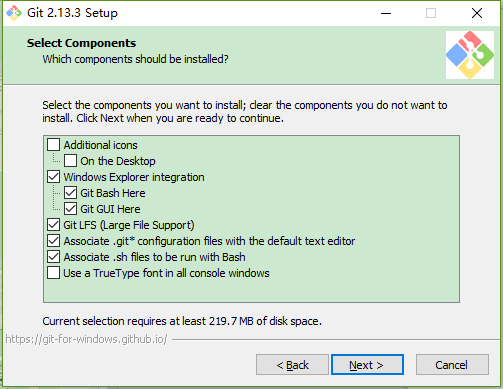 Git 2.13.3 Setup
Select Components
Which components should be installed?
Select the components you want to install; clear the components you do not want to
install. Click Next when you are ready to continue.
Additional icons
On the Desktop
Windows Explorer integration
Git Bash Here
Git GUI Here
Git LFS (Large File Support)
Associate .git* configuration files with the default text editor
Associate .sh files to be run with Bash
Use a TrueType font in all console windows
Current selection requires at least 219.7 MB of disk space.
https://git-for-windows.github.io/
< Back
Next >
Cancel